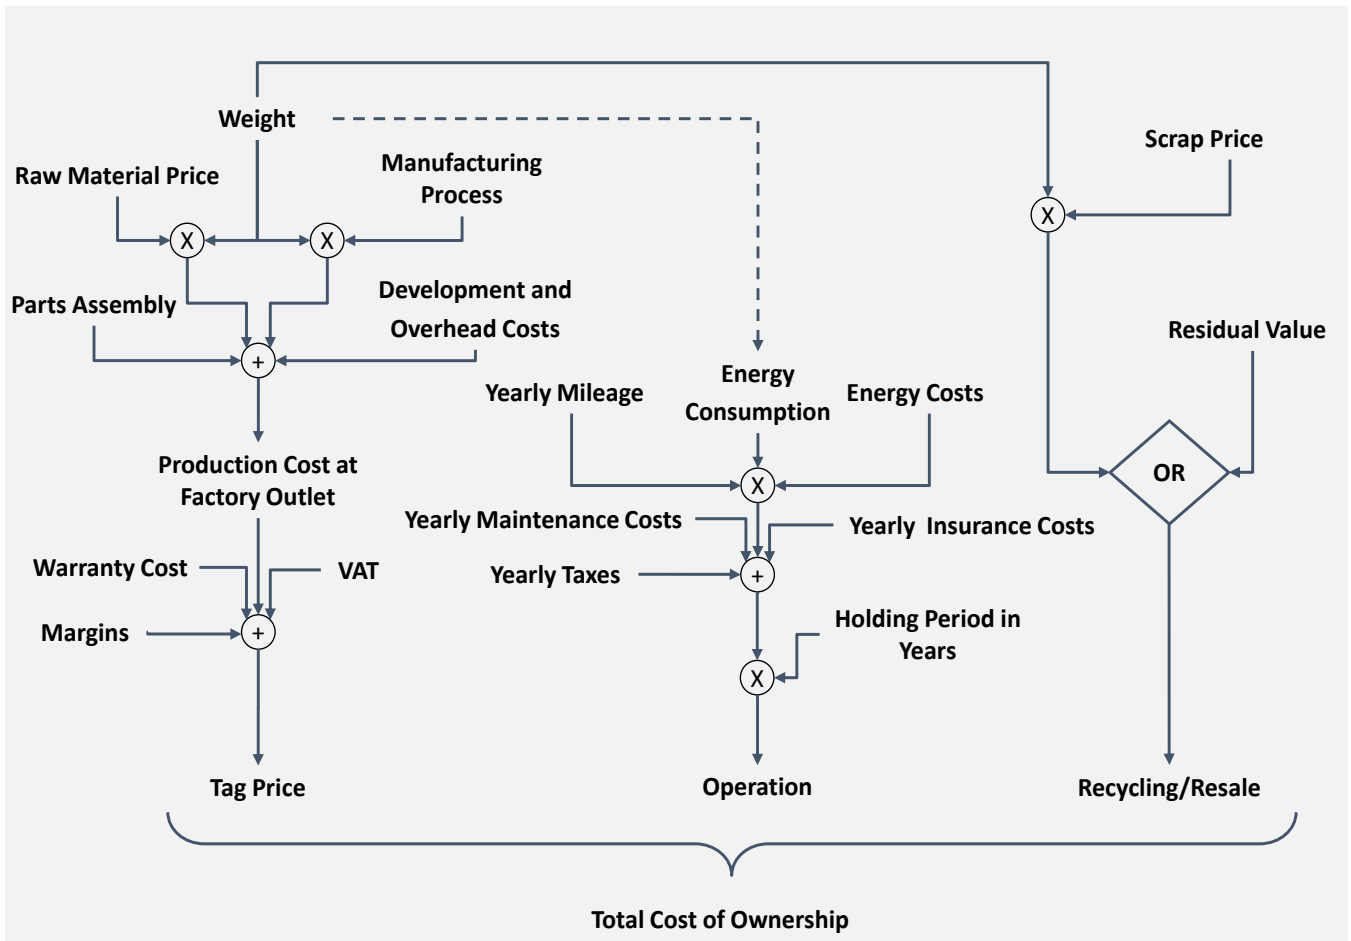 Weight
Scrap Price
Manufacturing
Process
Raw Material Price
X
X
X
Parts Assembly
Development and
Overhead Costs
+
Residual Value
Energy
Consumption
Yearly Mileage
Energy Costs
Production Cost at
Factory Outlet
OR
X
Yearly Maintenance Costs
Yearly  Insurance Costs
Warranty Cost
VAT
Yearly Taxes
+
Margins
+
Holding Period in
Years
X
Tag Price
Operation
Recycling/Resale
Total Cost of Ownership